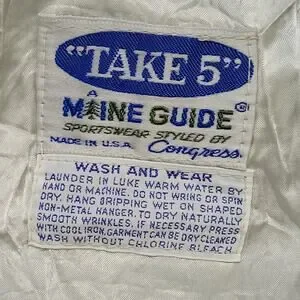 "TAKE 5"
A
MAINE GUIDE®
SPORTSWEAR STYLED BY
MADE IN U.S.A. Congress
WASH AND WEAR
LAUNDER IN LUKE WARM WATER BY
HAND OR MACHINE. DO NOT WRING OR SPIN
DRY. HANG DRIPPING WET ON SHAPED
NON-METAL HANGER. TO DRY NATURALLY
SMOOTH WRINKLES. IF NECESSARY PRESS
WITH COOL IRON. GARMENT CAN BE DRY CLEANED
WASH WITHOUT CHLORINE BLEACH.